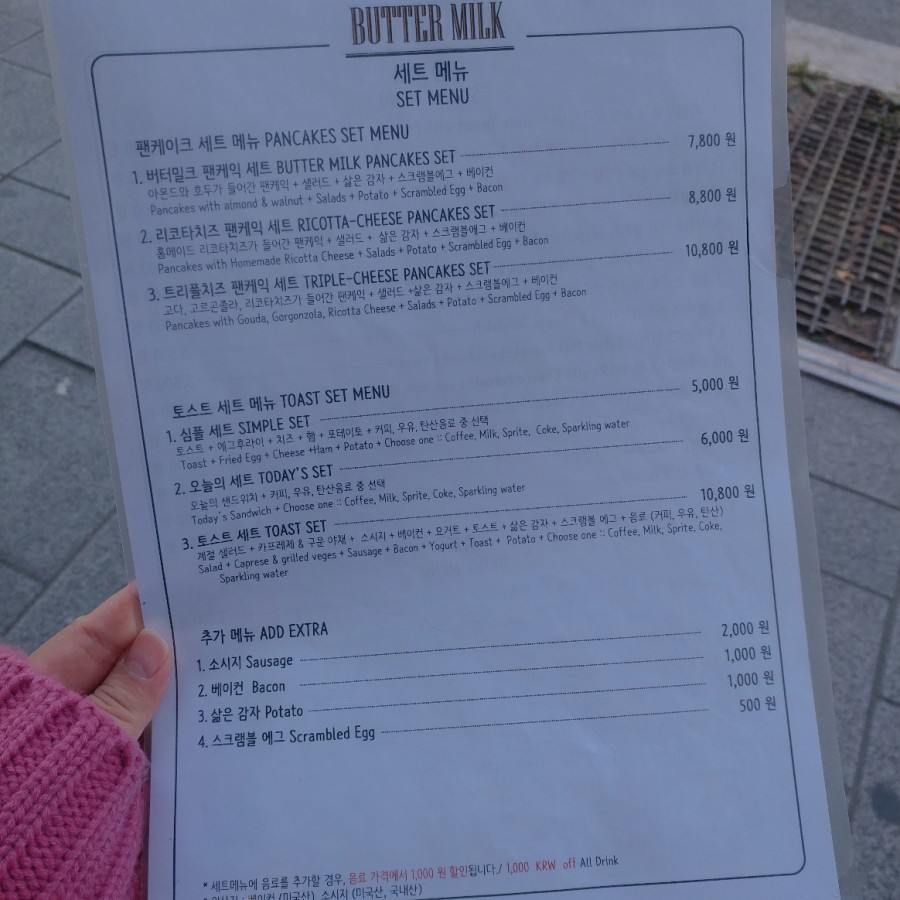 BUTTER MILK
세트 메뉴
SET MENU
팬케이크 세트 메뉴 PANCAKES SET MENU
1. 버터밀크 팬케익 세트 BUTTER MILK PANCAKES SET 7,800 원
아몬드와 호두가 들어간 팬케익 + 샐러드 + 삶은 감자 + 스크램블에그 + 베이컨
Pancakes with almond & walnut + Salads + Potato + Scrambled Egg + Bacon
2. 리코타치즈 팬케익 세트 RICOTTA-CHEESE PANCAKES SET 8,800 원
홈메이드 리코타치즈가 들어간 팬케익 + 샐러드 + 삶은 감자 + 스크램블에그 + 베이컨
Pancakes with Homemade Ricotta Cheese + Salads + Potato + Scrambled Egg + Bacon
3. 트리플치즈 팬케익 세트 TRIPLE-CHEESE PANCAKES SET 10,800 원
고다, 고르곤졸라, 리코타치즈가 들어간 팬케익 + 샐러드 +삶은 감자 + 스크램블에그 + 베이컨
Pancakes with Gouda, Gorgonzola, Ricotta Cheese + Salads + Potato + Scrambled Egg + Bacon
토스트 세트 메뉴 TOAST SET MENU
1. 심플 세트 SIMPLE SET 5,000 원
토스트 + 에그후라이 + 치즈 + 햄 + 포테이토 + 커피, 우유, 탄산음료 중 선택
Toast + Fried Egg + Cheese +Ham + Potato + Choose one :: Coffee, Milk, Sprite, Coke, Sparkling water
2. 오늘의 세트 TODAY'S SET 6,000 원
오늘의 샌드위치 + 커피, 우유, 탄산음료 중 선택
Today's Sandwich + Choose one :: Coffee, Milk, Sprite, Coke, Sparkling water
3. 토스트 세트 TOAST SET 10,800 원
계절 샐러드 + 카프레제 & 구운 야채 + 소시지 + 베이컨 + 요거트 + 토스트 + 삶은 감자 + 스크램블 에그 + 음료 (커피, 우유, 탄산)
Salad + Caprese & grilled veges + Sausage + Bacon + Yogurt + Toast + Potato + Choose one :: Coffee, Milk, Sprite, Coke,
Sparkling water
추가 메뉴 ADD EXTRA
1. 소시지 Sausage 2,000 원
2. 베이컨 Bacon 1,000 원
3. 삶은 감자 Potato 1,000 원
4. 스크램블 에그 Scrambled Egg 500 원
* 세트메뉴에 음료를 추가할 경우, 음료 가격에서 1,000 원 할인됩니다./ 1,000 KRW off All Drink
베이컨 (미국산), 소시지 (미국산, 국내산)